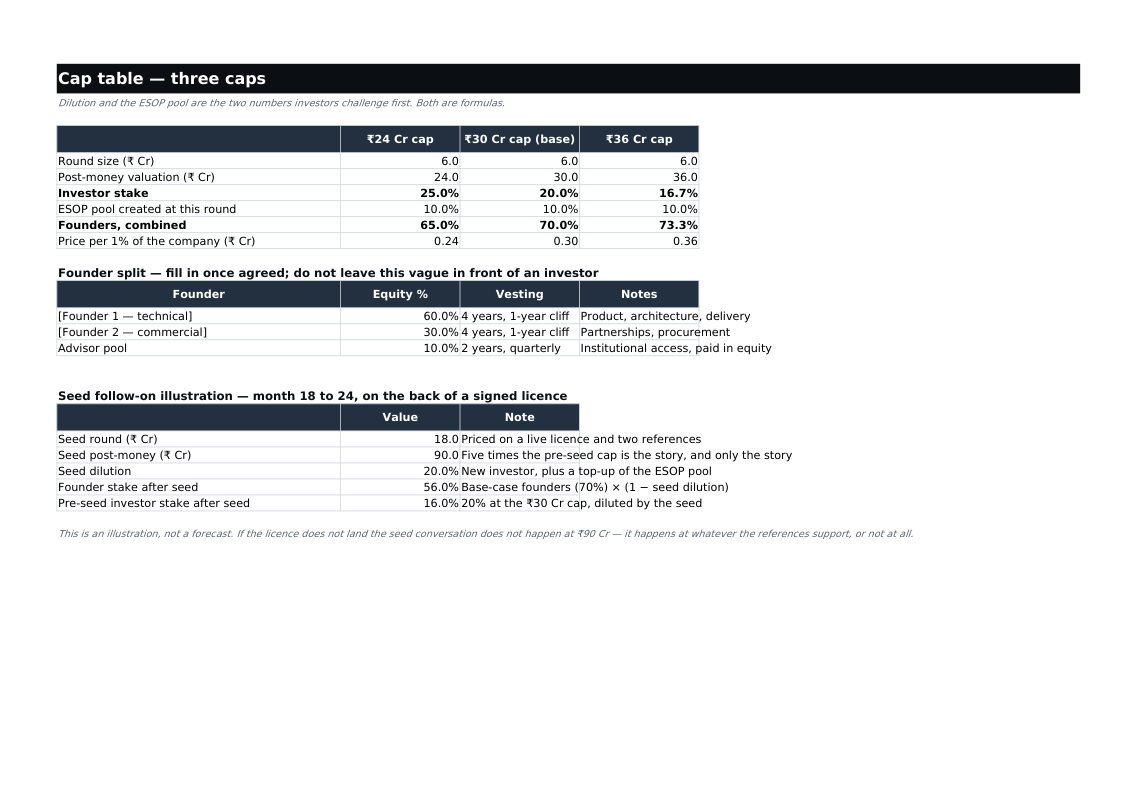 Cap table — three caps
Dilution and the ESOP pool are the two numbers investors challenge first. Both are formulas.
₹24 Cr cap ₹30 Cr cap (base) ₹36 Cr cap
Round size (₹ Cr) 6.0 6.0 6.0
Post-money valuation (₹ Cr) 24.0 30.0 36.0
Investor stake 25.0% 20.0% 16.7%
ESOP pool created at this round 10.0% 10.0% 10.0%
Founders, combined 65.0% 70.0% 73.3%
Price per 1% of the company (₹ Cr) 0.24 0.30 0.36
Founder split — fill in once agreed; do not leave this vague in front of an investor
Founder Equity % Vesting Notes
[Founder 1 — technical] 60.0% 4 years, 1-year cliff Product, architecture, delivery
[Founder 2 — commercial] 30.0% 4 years, 1-year cliff Partnerships, procurement
Advisor pool 10.0% 2 years, quarterly Institutional access, paid in equity
Seed follow-on illustration — month 18 to 24, on the back of a signed licence
Value Note
Seed round (₹ Cr) 18.0 Priced on a live licence and two references
Seed post-money (₹ Cr) 90.0 Five times the pre-seed cap is the story, and only the story
Seed dilution 20.0% New investor, plus a top-up of the ESOP pool
Founder stake after seed 56.0% Base-case founders (70%) × (1 − seed dilution)
Pre-seed investor stake after seed 16.0% 20% at the ₹30 Cr cap, diluted by the seed
This is an illustration, not a forecast. If the licence does not land the seed conversation does not happen at ₹90 Cr — it happens at whatever the references support, or not at all.